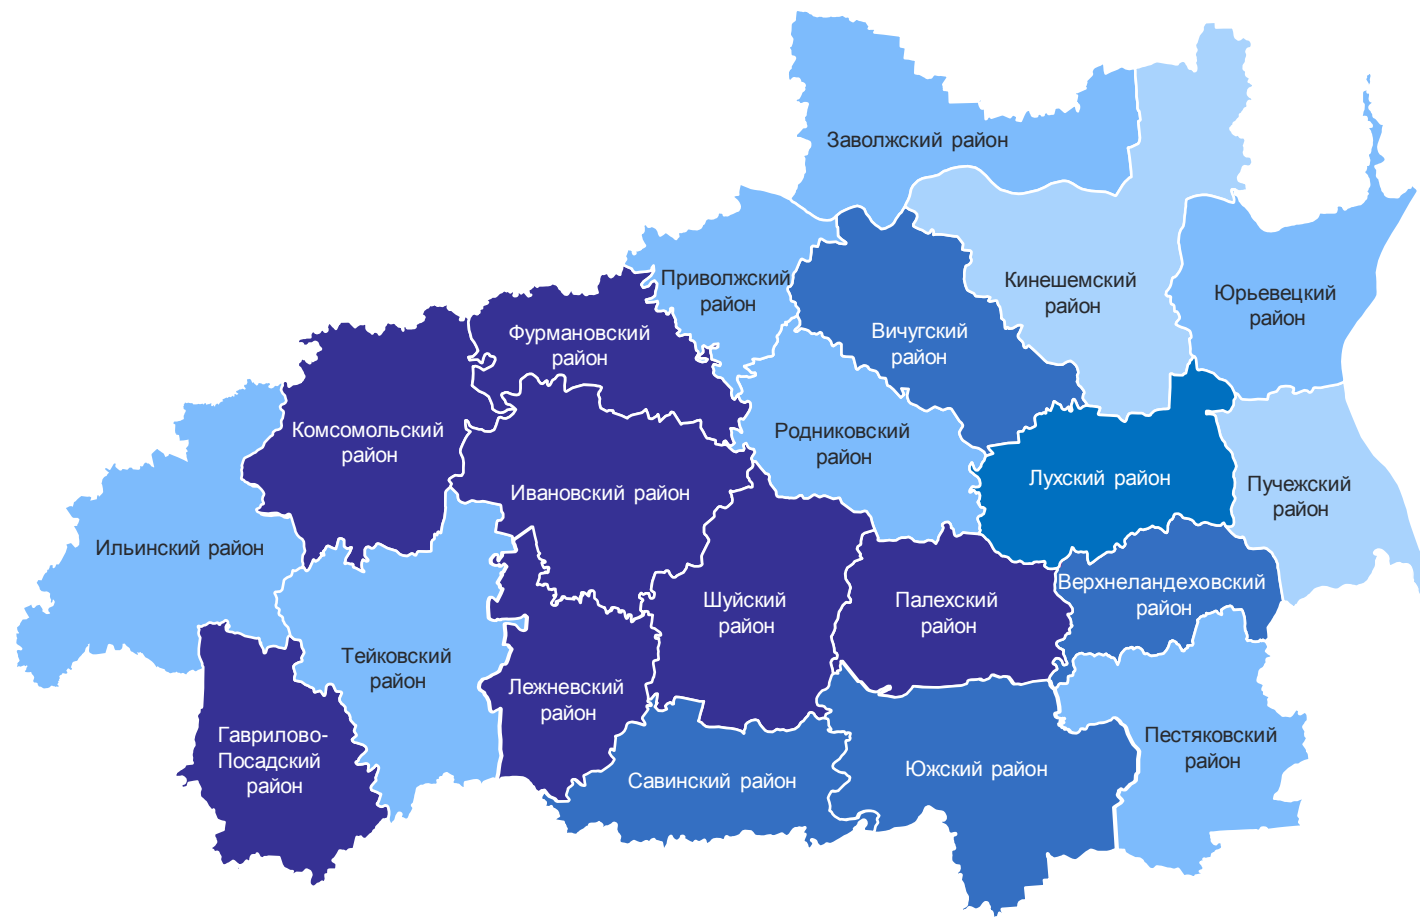 Заволжский район
Приволжский
район
Кинешемский
район
Юрьевецкий
район
Фурмановский
район
Вичугский
район
Комсомольский
район
Родниковский
район
Ивановский район
Лухский район
Пучежский
район
Ильинский район
Верхнеландеховский
район
Шуйский
район
Палехский
район
Тейковский
район
Лежневский
район
Гаврилово-
Посадский
район
Савинский район
Южский район
Пестяковский
район